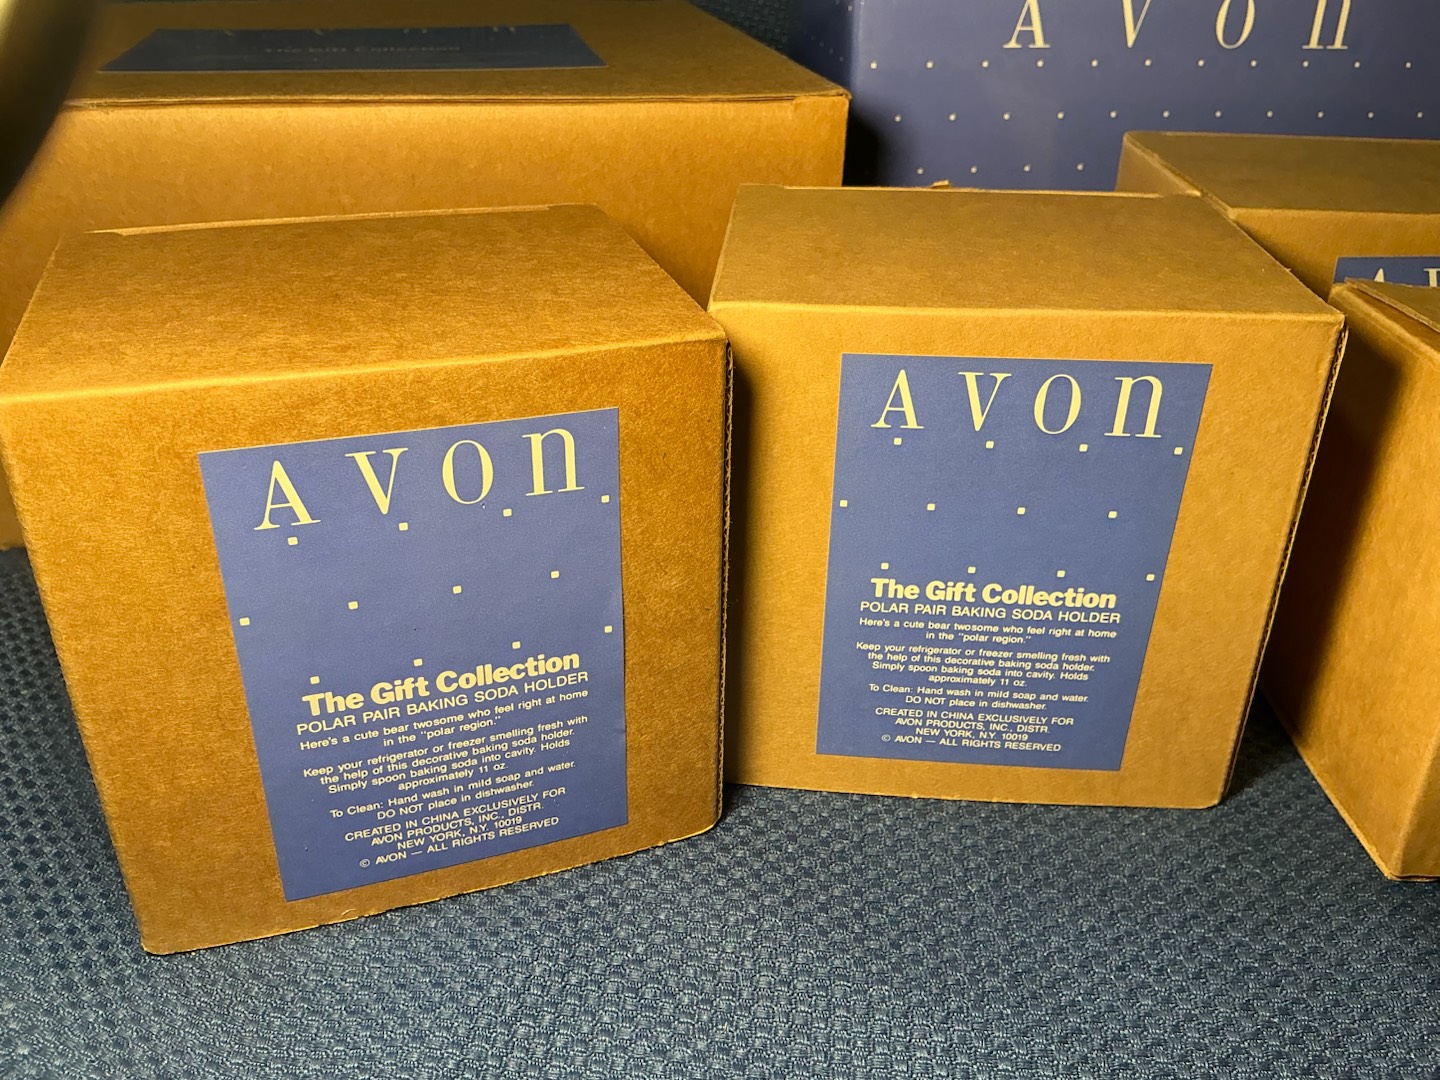 The Gift Collection
Avon
Avon
The Gift Collection
POLAR PAIR BAKING SODA HOLDER
Here's a cute bear twosome who feel right at home
in the "polar region."
Keep your refrigerator or freezer smelling fresh with
the help of this decorative baking soda holder.
Simply spoon baking soda into cavity. Holds
approximately 11 oz.
To Clean: Hand wash in mild soap and water.
DO NOT place in dishwasher.
CREATED IN CHINA EXCLUSIVELY FOR
AVON PRODUCTS, INC., DISTR.
NEW YORK, N.Y. 10019
© AVON — ALL RIGHTS RESERVED
Avon
The Gift Collection
POLAR PAIR BAKING SODA HOLDER
Here's a cute bear twosome who feel right at home
in the "polar region."
Keep your refrigerator or freezer smelling fresh with
the help of this decorative baking soda holder.
Simply spoon baking soda into cavity. Holds
approximately 11 oz.
To Clean: Hand wash in mild soap and water.
DO NOT place in dishwasher.
CREATED IN CHINA EXCLUSIVELY FOR
AVON PRODUCTS, INC., DISTR.
NEW YORK, N.Y. 10019
© AVON — ALL RIGHTS RESERVED